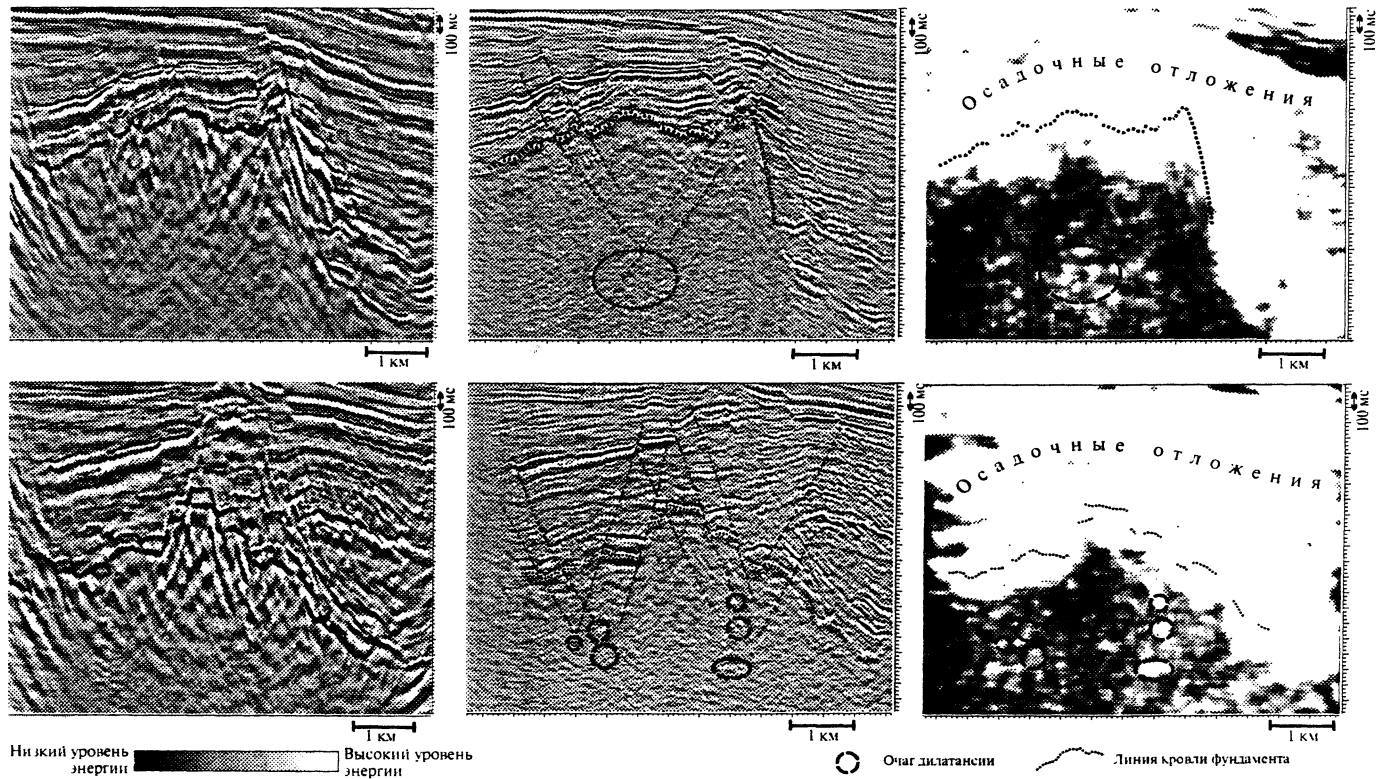 100 мс
100 мс
100 мс
Осадочные отложения
1 км
1 км
1 км
100 мс
100 мс
100 мс
Осадочные отложения
1 км
1 км
1 км
Низкий уровень
энергии
Высокий уровень
энергии
Очаг дилатансии
Линия кровли фундамента